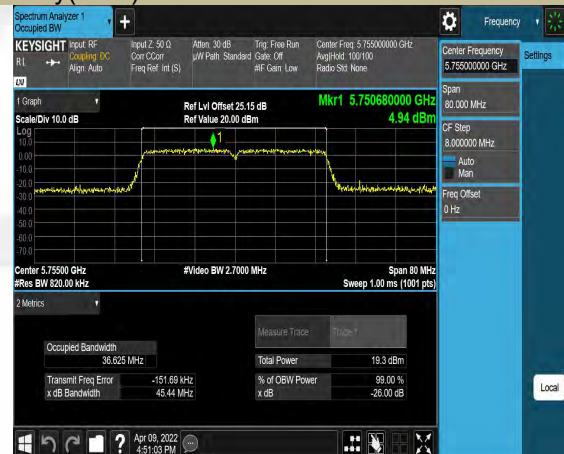 Spectrum Analyzer 1
Occupied BW
KEYSIGHT
RL
Input: RF
Coupling: DC
Align: Auto
Input Z: 50 Ω
Corr CCorr
Freq Ref: Int (S)
Atten: 30 dB
µW Path: Standard
Trig: Free Run
Gate: Off
#IF Gain: Low
Center Freq: 5.755000000 GHz
Avg|Hold: 100/100
Radio Std: None
LXI
1 Graph
Scale/Div 10.0 dB
Ref Lvl Offset 25.15 dB
Ref Value 20.00 dBm
Mkr1 5.750680000 GHz
4.94 dBm
Log
10.0
0.00
-10.0
-20.0
-30.0
-40.0
-50.0
-60.0
-70.0
1
Center 5.75500 GHz
#Res BW 820.00 kHz
#Video BW 2.7000 MHz
Span 80 MHz
Sweep 1.00 ms (1001 pts)
2 Metrics
Measure Trace
Occupied Bandwidth
36.625 MHz
Total Power
19.3 dBm
Transmit Freq Error
-151.69 kHz
% of OBW Power
99.00 %
x dB Bandwidth
45.44 MHz
x dB
-26.00 dB
Apr 09, 2022
4:51:03 PM
Frequency
Center Frequency
5.755000000 GHz
Settings
Span
80.000 MHz
CF Step
8.000000 MHz
Auto
Man
Freq Offset
0 Hz
Local